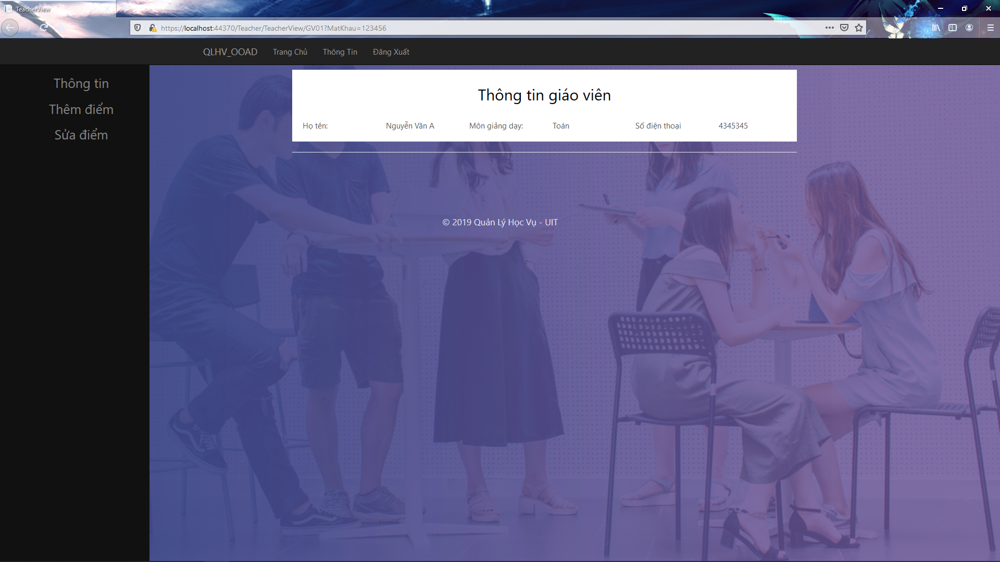 TeacherView
https://localhost:44370/Teacher/TeacherView/GV01?MatKhau=123456
QLHV_OOAD Trang Chủ Thông Tin Đăng Xuất
Thông tin
Thêm điểm
Sửa điểm
Thông tin giáo viên
Họ tên: Nguyễn Văn A Môn giảng dạy: Toán Số điện thoại 4345345
© 2019 Quản Lý Học Vụ - UIT